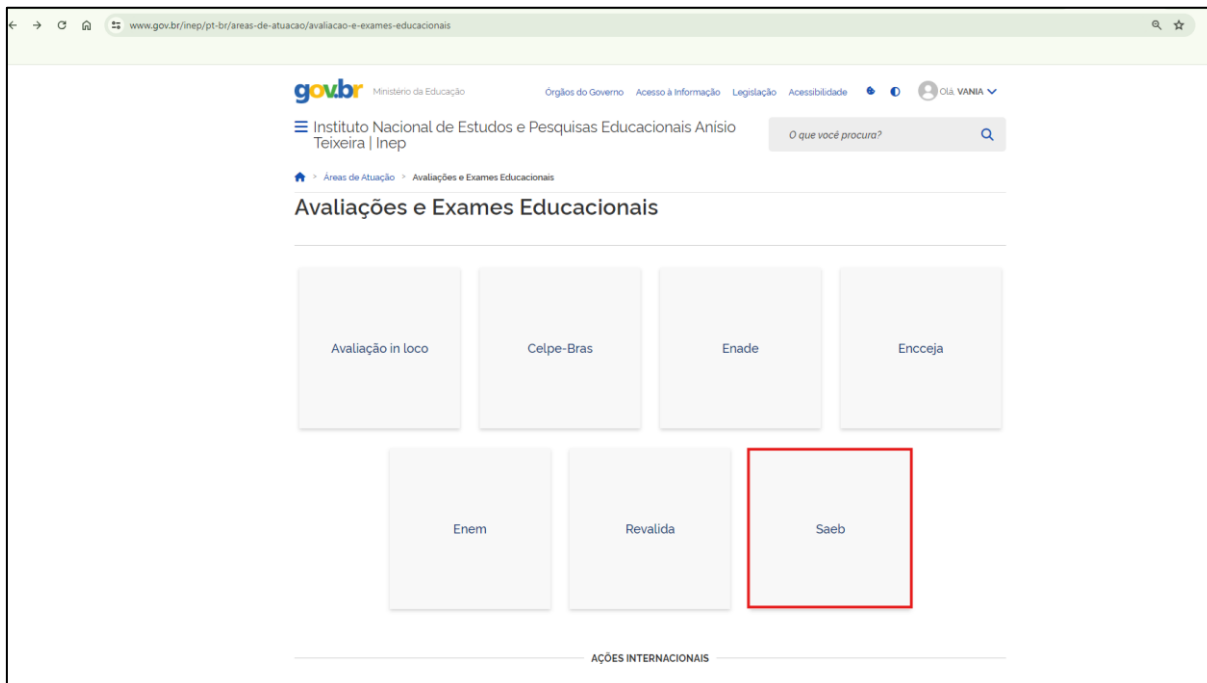 www.gov.br/inep/pt-br/areas-de-atuacao/avaliacao-e-exames-educacionais
gov.br Ministério da Educação Órgãos do Governo Acesso à Informação Legislação Acessibilidade Olá, VANIA
Instituto Nacional de Estudos e Pesquisas Educacionais Anísio
Teixeira | Inep
O que você procura?
Áreas de Atuação > Avaliações e Exames Educacionais
Avaliações e Exames Educacionais
Avaliação in loco Celpe-Bras Enade Encceja
Enem Revalida Saeb
AÇÕES INTERNACIONAIS